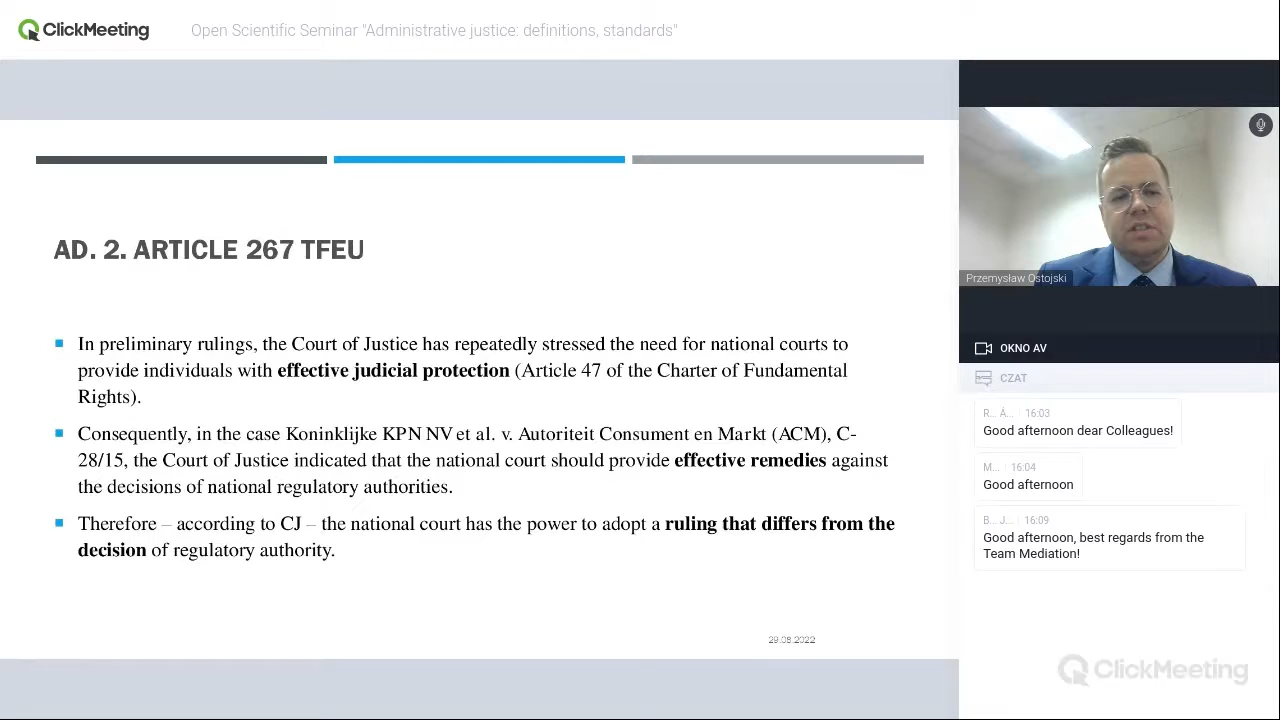 ClickMeeting
Open Scientific Seminar "Administrative justice: definitions, standards"
AD. 2. ARTICLE 267 TFEU
In preliminary rulings, the Court of Justice has repeatedly stressed the need for national courts to
provide individuals with effective judicial protection (Article 47 of the Charter of Fundamental
Rights).
Consequently, in the case Koninklijke KPN NV et al. v. Autoriteit Consument en Markt (ACM), C-
28/15, the Court of Justice indicated that the national court should provide effective remedies against
the decisions of national regulatory authorities.
Therefore – according to CJ – the national court has the power to adopt a ruling that differs from the
decision of regulatory authority.
29.08.2022
Przemysław Ostojski
OKNO AV
CZAT
R... À... 16:03
Good afternoon dear Colleagues!
M... 16:04
Good afternoon
B... J... 16:09
Good afternoon, best regards from the
Team Mediation!
ClickMeeting